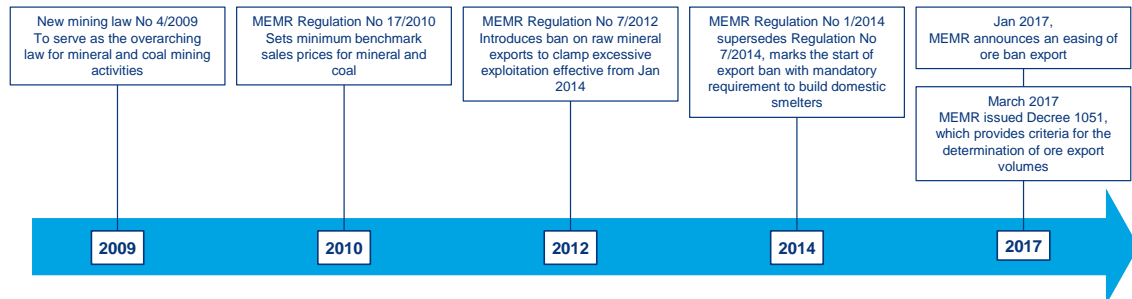 New mining law No 4/2009
To serve as the overarching
law for mineral and coal mining
activities
MEMR Regulation No 17/2010
Sets minimum benchmark
sales prices for mineral and
coal
MEMR Regulation No 7/2012
Introduces ban on raw mineral
exports to clamp excessive
exploitation effective from Jan
2014
MEMR Regulation No 1/2014
supersedes Regulation No
7/2014, marks the start of
export ban with mandatory
requirement to build domestic
smelters
Jan 2017,
MEMR announces an easing of
ore ban export
March 2017
MEMR issued Decree 1051,
which provides criteria for the
determination of ore export
volumes
2009
2010
2012
2014
2017